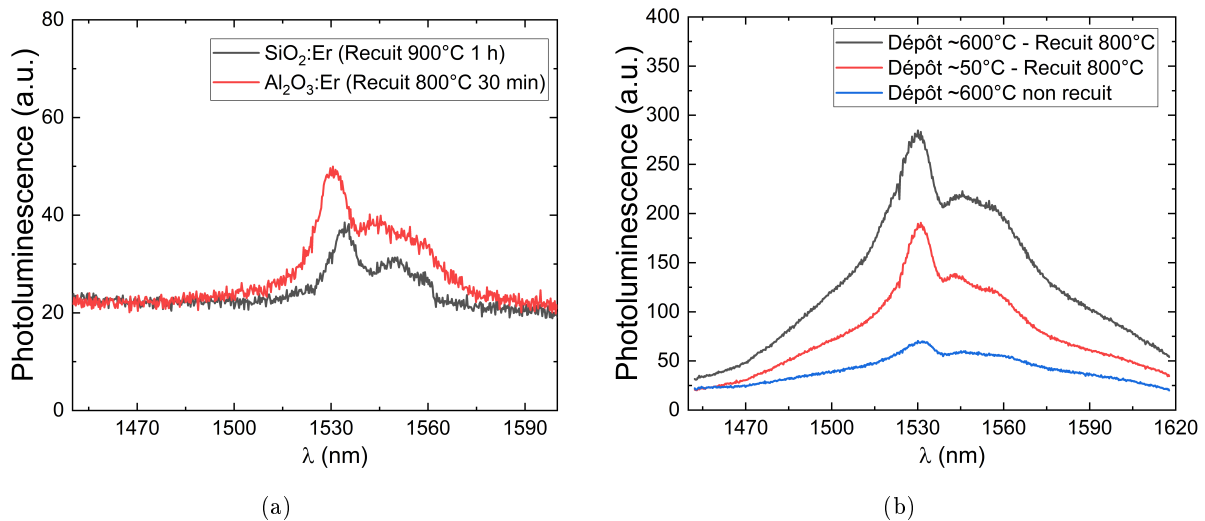 80
60
40
20
0
Photoluminescence (a.u.)
SiO₂:Er (Recuit 900°C 1 h)
Al₂O₃:Er (Recuit 800°C 30 min)
1470 1500 1530 1560 1590
λ (nm)
(a)
400
350
300
250
200
150
100
50
0
Photoluminescence (a.u.)
Dépôt ~600°C - Recuit 800°C
Dépôt ~50°C - Recuit 800°C
Dépôt ~600°C non recuit
1470 1500 1530 1560 1590 1620
λ (nm)
(b)